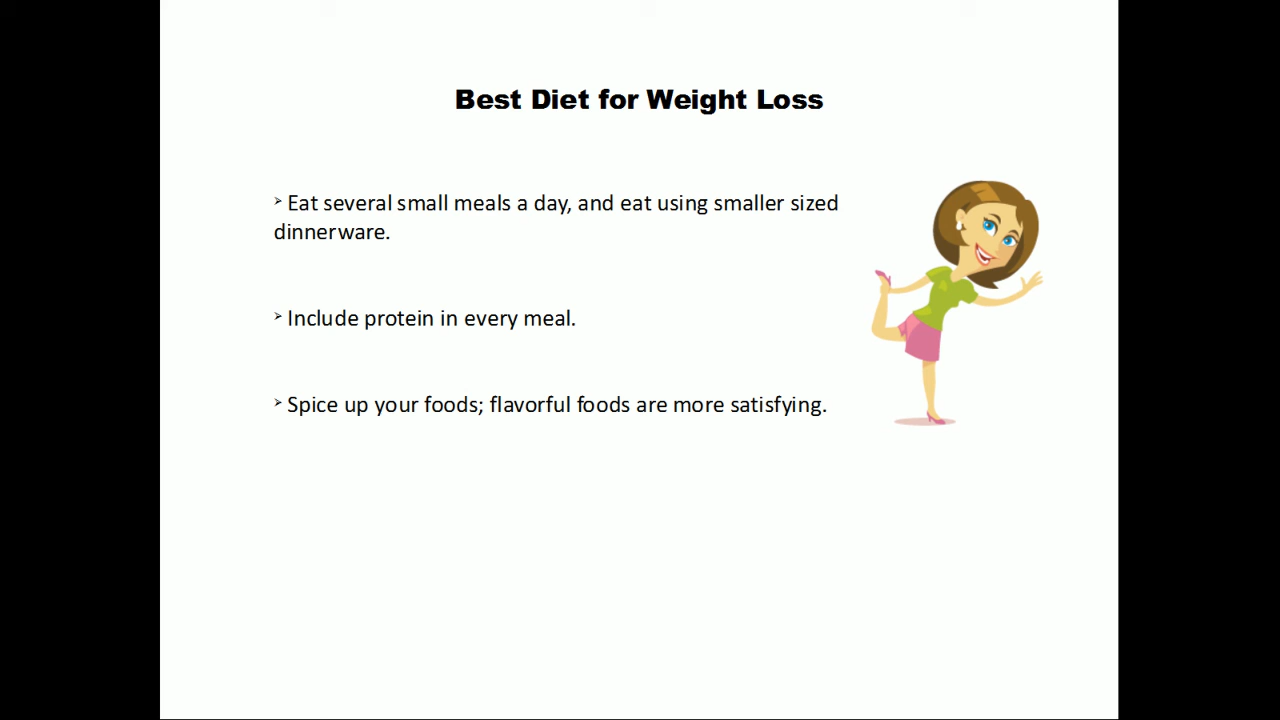 Best Diet for Weight Loss
➢ Eat several small meals a day, and eat using smaller sized
dinnerware.
➢ Include protein in every meal.
➢ Spice up your foods; flavorful foods are more satisfying.